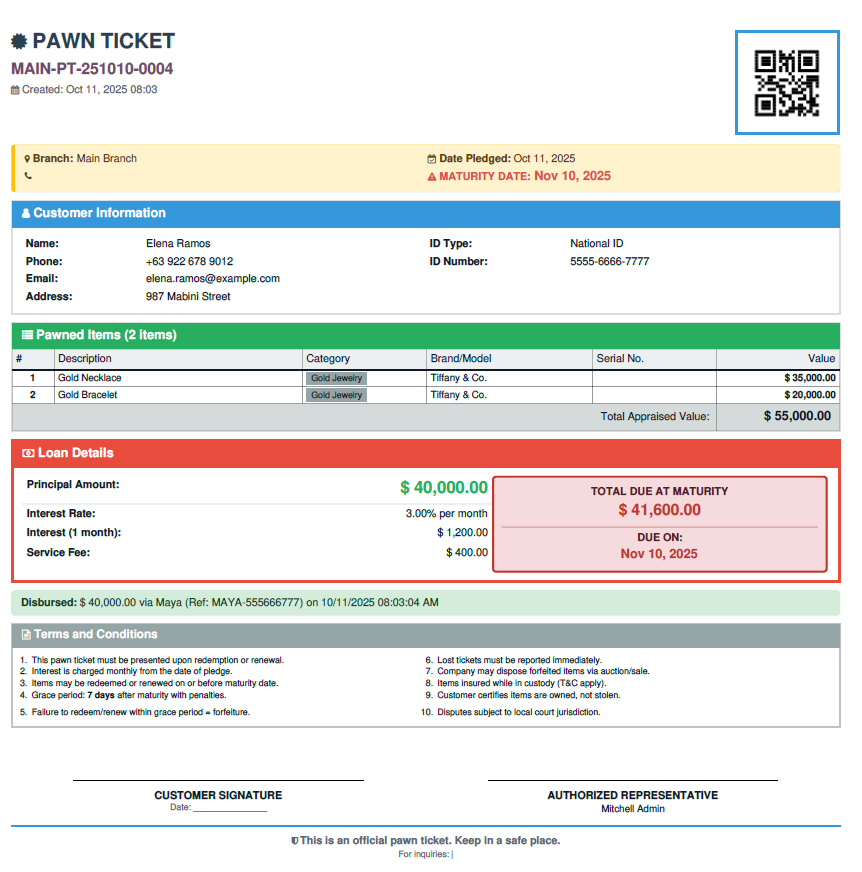 PAWN TICKET
MAIN-PT-251010-0004
Created: Oct 11, 2025 08:03
Branch: Main Branch
Date Pledged: Oct 11, 2025
MATURITY DATE: Nov 10, 2025
Customer Information
Name: Elena Ramos
ID Type: National ID
Phone: +63 922 678 9012
ID Number: 5555-6666-7777
Email: elena.ramos@example.com
Address: 987 Mabini Street
Pawned Items (2 items)
# Description Category Brand/Model Serial No. Value
1 Gold Necklace Gold Jewelry Tiffany & Co. $ 35,000.00
2 Gold Bracelet Gold Jewelry Tiffany & Co. $ 20,000.00
Total Appraised Value: $ 55,000.00
Loan Details
Principal Amount: $ 40,000.00
Interest Rate: 3.00% per month
Interest (1 month): $ 1,200.00
Service Fee: $ 400.00
TOTAL DUE AT MATURITY
$ 41,600.00
DUE ON:
Nov 10, 2025
Disbursed: $ 40,000.00 via Maya (Ref: MAYA-555666777) on 10/11/2025 08:03:04 AM
Terms and Conditions
1. This pawn ticket must be presented upon redemption or renewal.
2. Interest is charged monthly from the date of pledge.
3. Items may be redeemed or renewed on or before maturity date.
4. Grace period: 7 days after maturity with penalties.
5. Failure to redeem/renew within grace period = forfeiture.
6. Lost tickets must be reported immediately.
7. Company may dispose forfeited items via auction/sale.
8. Items insured while in custody (T&C apply).
9. Customer certifies items are owned, not stolen.
10. Disputes subject to local court jurisdiction.
CUSTOMER SIGNATURE
Date: _______________
AUTHORIZED REPRESENTATIVE
Mitchell Admin
This is an official pawn ticket. Keep in a safe place.
For inquiries: |